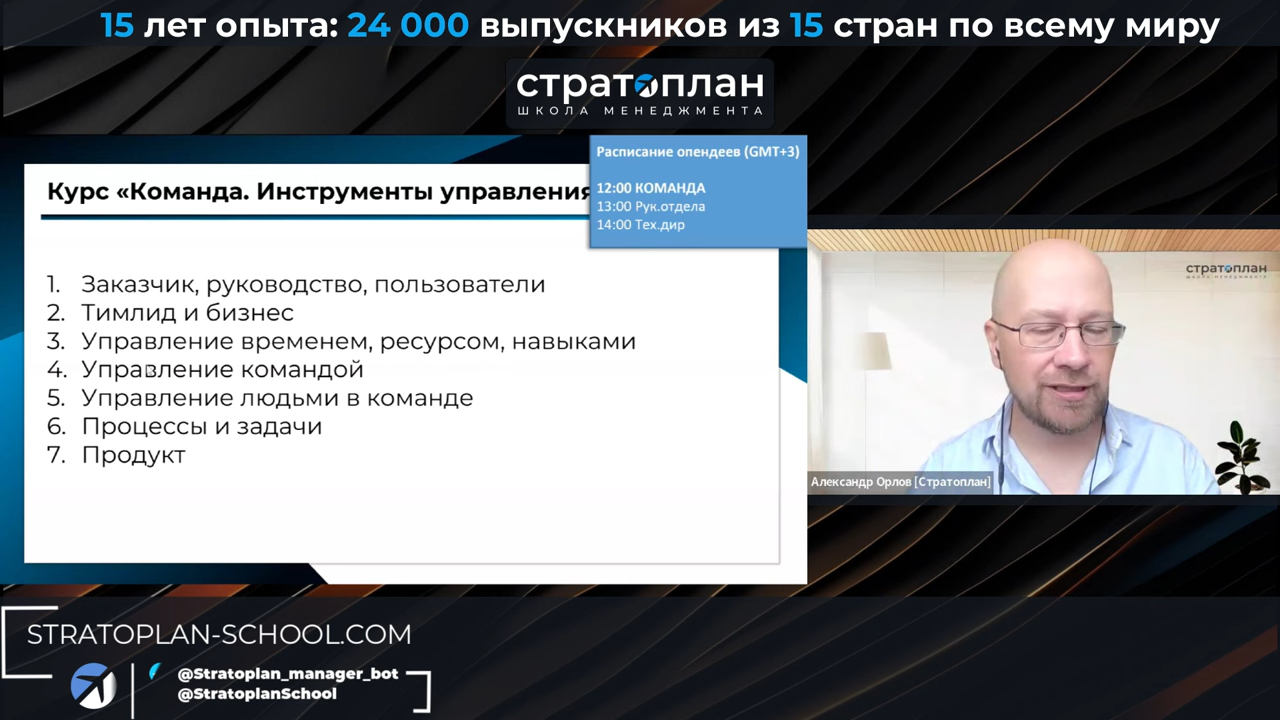 15 лет опыта: 24 000 выпускников из 15 стран по всему миру
стратоплан
ШКОЛА МЕНЕДЖМЕНТА
Курс «Команда. Инструменты управления
Расписание опендеев (GMT+3)
12:00 КОМАНДА
13:00 Рук.отдела
14:00 Тех.дир
1. Заказчик, руководство, пользователи
2. Тимлид и бизнес
3. Управление временем, ресурсом, навыками
4. Управление командой
5. Управление людьми в команде
6. Процессы и задачи
7. Продукт
стратоплан
ШКОЛА МЕНЕДЖМЕНТА
Александр Орлов [Стратоплан]
STRATOPLAN-SCHOOL.COM
@Stratoplan_manager_bot
@StratoplanSchool